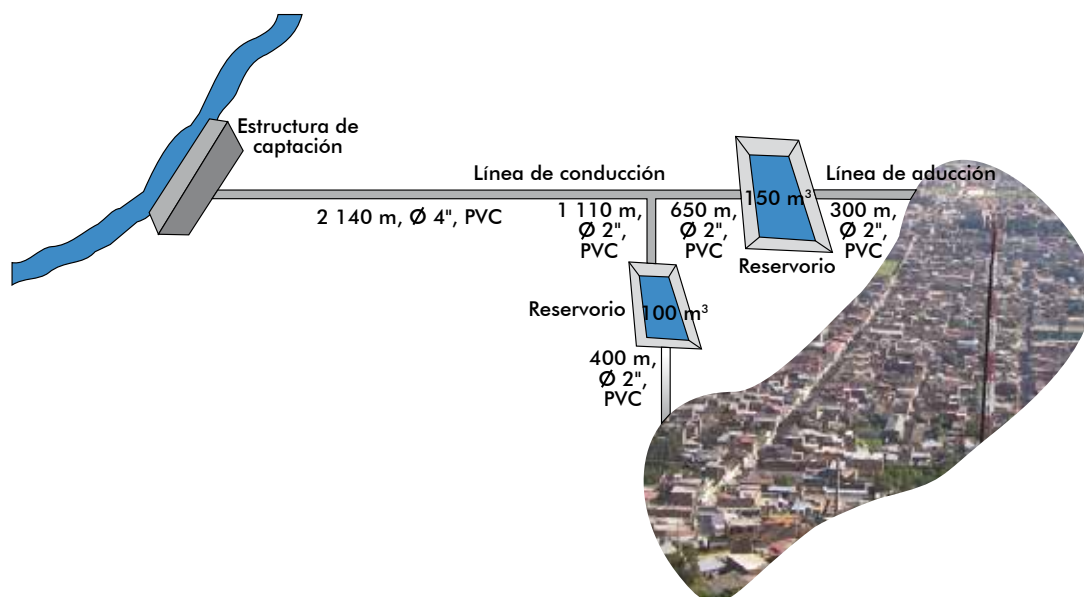 Estructura de
captación
Línea de conducción
Línea de aducción
2 140 m, Ø 4", PVC
1 110 m,
Ø 2",
PVC
650 m,
Ø 2",
PVC
150 m³
300 m,
Ø 2",
PVC
Reservorio
Reservorio
100 m³
400 m,
Ø 2",
PVC